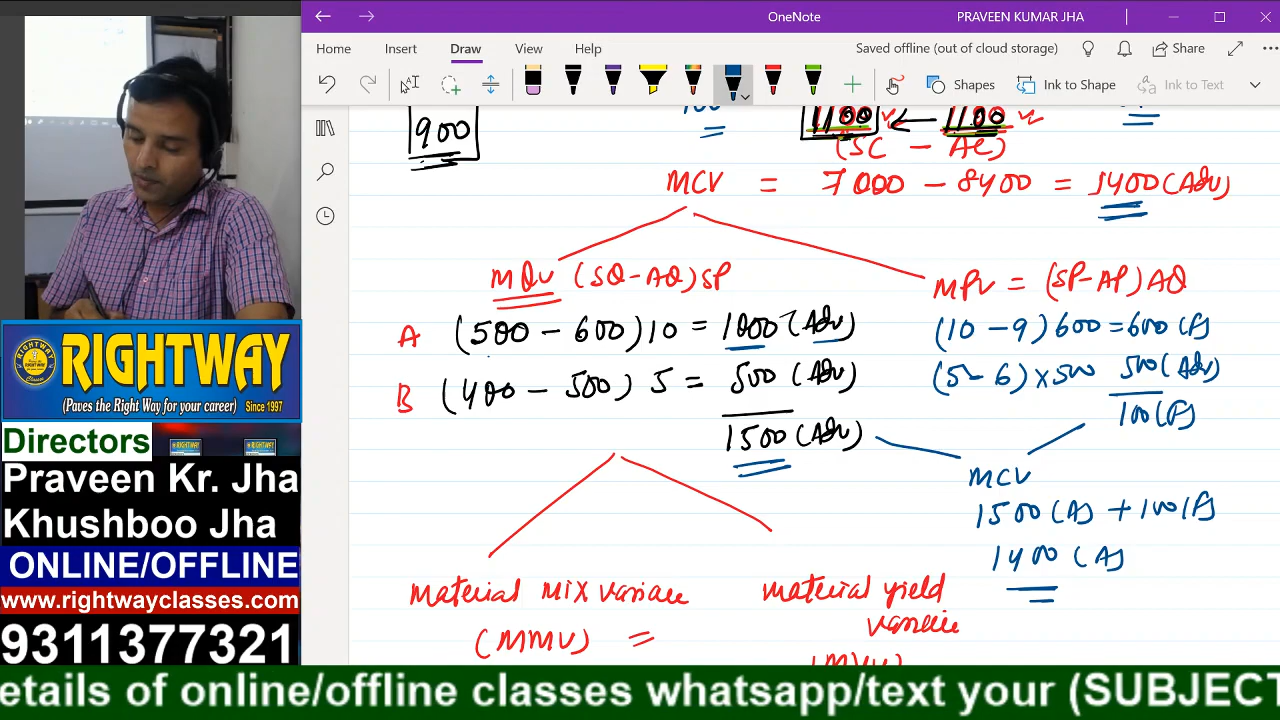 OneNote
PRAVEEN KUMAR JHA
Home Insert Draw View Help
Saved offline (out of cloud storage)
Share
Shapes
Ink to Shape
Ink to Text
900
1100 ← 1100
(SC - AC)
MCV = 7000 - 8400 = 1400 (Adv)
MQV (SQ-AQ)SP
MPV = (SP-AP)AQ
A (500 - 600) 10 = 1000 (Adv)
(10 - 9) 600 = 600 (F)
B (400 - 500) 5 = 500 (Adv)
(5 - 6) × 500 500 (Adv)
1500 (Adv)
100 (F)
MCV
1500 (A) + 100 (F)
1400 (A)
Material Mix variance
(MMV) =
material yield
variance
(MYV)
RIGHTWAY
(Paves the Right Way for your career) Since 1997
Directors
Praveen Kr. Jha
Khushboo Jha
ONLINE/OFFLINE
www.rightwayclasses.com
9311377321
etails of online/offline classes whatsapp/text your (SUBJECT